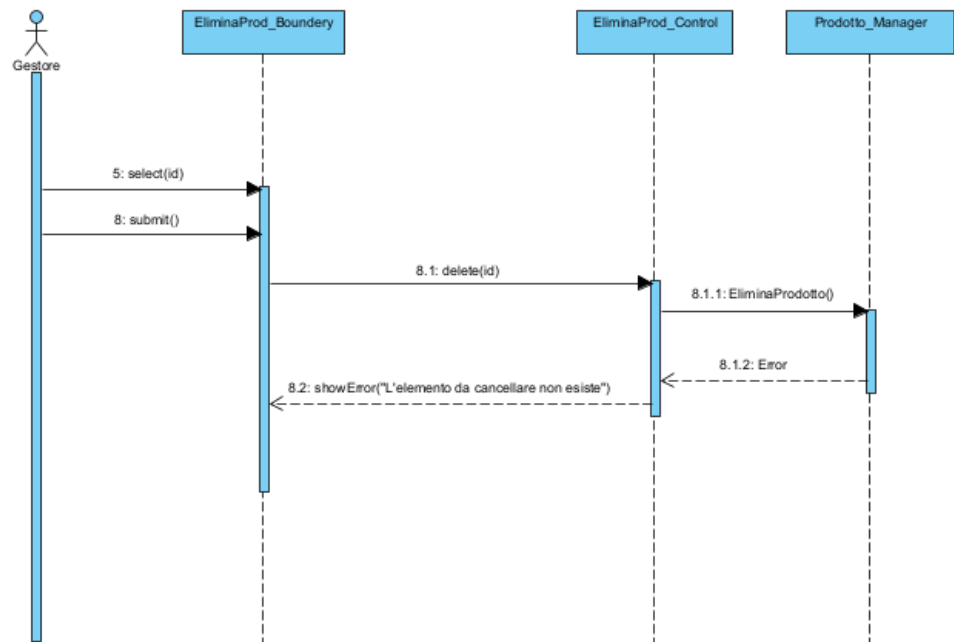 EliminaProd_Boundery
EliminaProd_Control
Prodotto_Manager
Gestore
5: select(id)
8: submit()
8.1: delete(id)
8.1.1: EliminaProdotto()
8.1.2: Error
8.2: showError("L'elemento da cancellare non esiste")